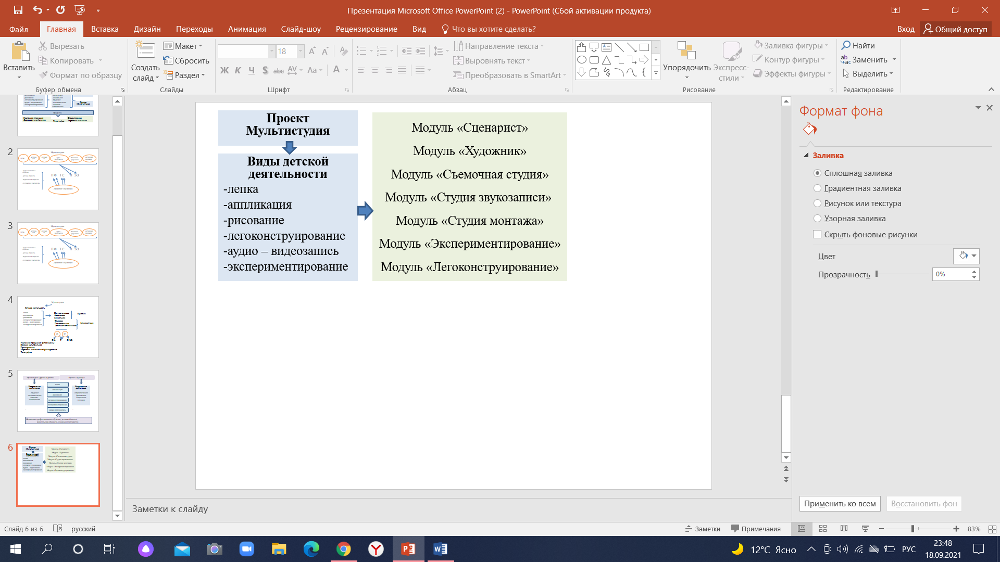 Презентация Microsoft Office PowerPoint (2) - PowerPoint (Сбой активации продукта)
Файл Главная Вставка Дизайн Переходы Анимация Слайд-шоу Рецензирование Вид Что вы хотите сделать? Вход Общий доступ
Вставить
Вырезать
Копировать
Формат по образцу
Буфер обмена
Создать слайд
Макет
Сбросить
Раздел
Слайды
18
Ж К Ч S abc AV Aa А
Шрифт
Направление текста
Выровнять текст
Преобразовать в SmartArt
Абзац
Упорядочить
Экспресс-стили
Заливка фигуры
Контур фигуры
Эффекты фигуры
Рисование
Найти
Заменить
Выделить
Редактирование
2
3
4
5
6
Проект
Мультистудия
Виды детской
деятельности
-лепка
-аппликация
-рисование
-легоконструирование
-аудио – видеозапись
-экспериментирование
Модуль «Сценарист»
Модуль «Художник»
Модуль «Съемочная студия»
Модуль «Студия звукозаписи»
Модуль «Студия монтажа»
Модуль «Экспериментирование»
Модуль «Легоконструирование»
Заметки к слайду
Формат фона
Заливка
Сплошная заливка
Градиентная заливка
Рисунок или текстура
Узорная заливка
Скрыть фоновые рисунки
Цвет
Прозрачность 0%
Применить ко всем Восстановить фон
Слайд 6 из 6 русский Заметки Примечания 83%
12°C Ясно РУС 23:48
18.09.2021